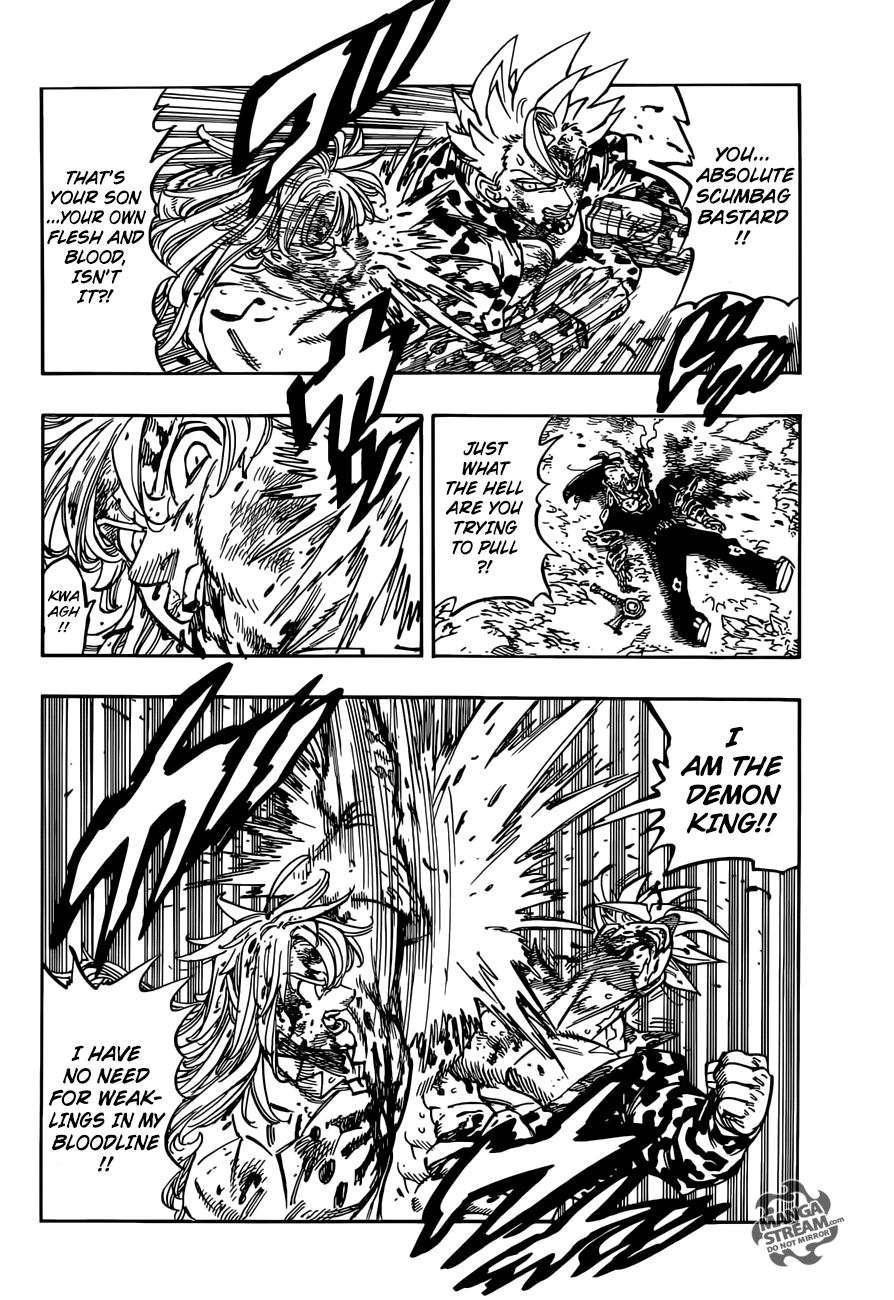 YOU...
ABSOLUTE
SCUMBAG
BASTARD
!!
THAT'S
YOUR SON
...YOUR OWN
FLESH AND
BLOOD,
ISN'T
IT?!
JUST
WHAT
THE HELL
ARE YOU
TRYING
TO PULL
?!
KWA
AGH
!!
I
AM THE
DEMON
KING!!
I HAVE
NO NEED
FOR WEAK-
LINGS IN MY
BLOODLINE
!!
MANGA
STREAM.com
DO NOT MIRROR